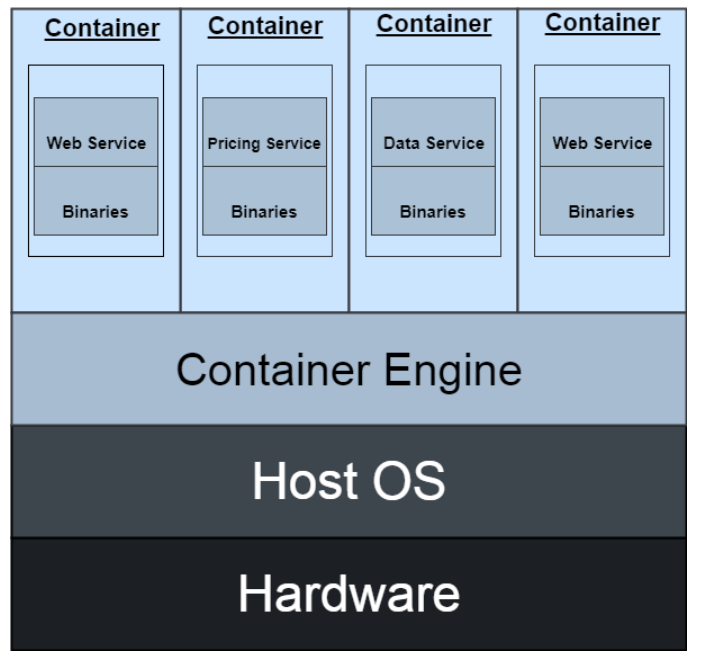 Container
Container
Container
Container
Web Service
Pricing Service
Data Service
Web Service
Binaries
Binaries
Binaries
Binaries
Container Engine
Host OS
Hardware